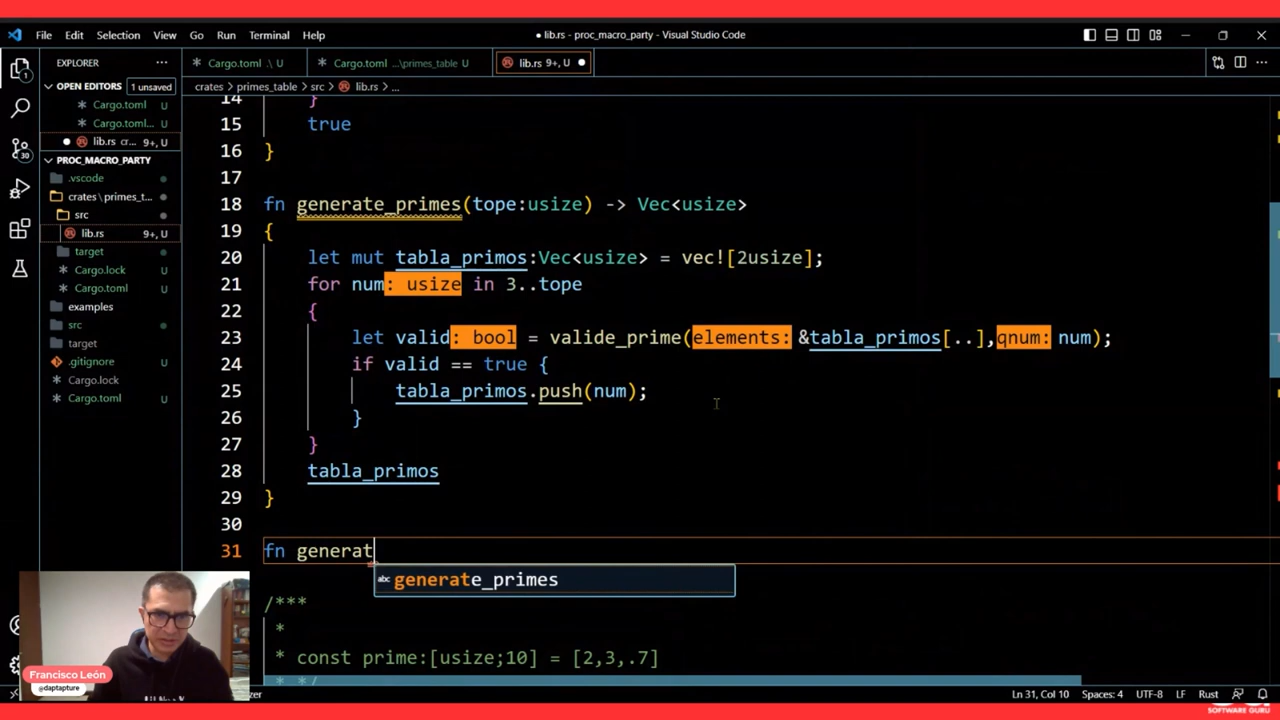 File Edit Selection View Go Run Terminal Help
● lib.rs - proc_macro_party - Visual Studio Code
EXPLORER
Cargo.toml .\ U
Cargo.toml ...\primes_table U
lib.rs 9+, U
OPEN EDITORS 1 unsaved
crates > primes_table > src > lib.rs > ...
Cargo.toml U
Cargo.toml... U
lib.rs cr... 9+, U
PROC_MACRO_PARTY
.vscode
crates \ primes_t...
src
lib.rs 9+, U
target
Cargo.lock U
Cargo.toml U
examples
src
target
.gitignore U
Cargo.lock U
Cargo.toml U
14 }
15 true
16 }
17
18 fn generate_primes(tope:usize) -> Vec<usize>
19 {
20 let mut tabla_primos:Vec<usize> = vec![2usize];
21 for num: usize in 3..tope
22 {
23 let valid: bool = valide_prime(elements: &tabla_primos[..],qnum: num);
24 if valid == true {
25 tabla_primos.push(num);
26 }
27 }
28 tabla_primos
29 }
30
31 fn generat
abc generate_primes
/***
*
* const prime:[usize;10] = [2,3,.7]
* */
Francisco León
@daptapture
Ln 31, Col 10 Spaces: 4 UTF-8 LF Rust
SOFTWARE GURU